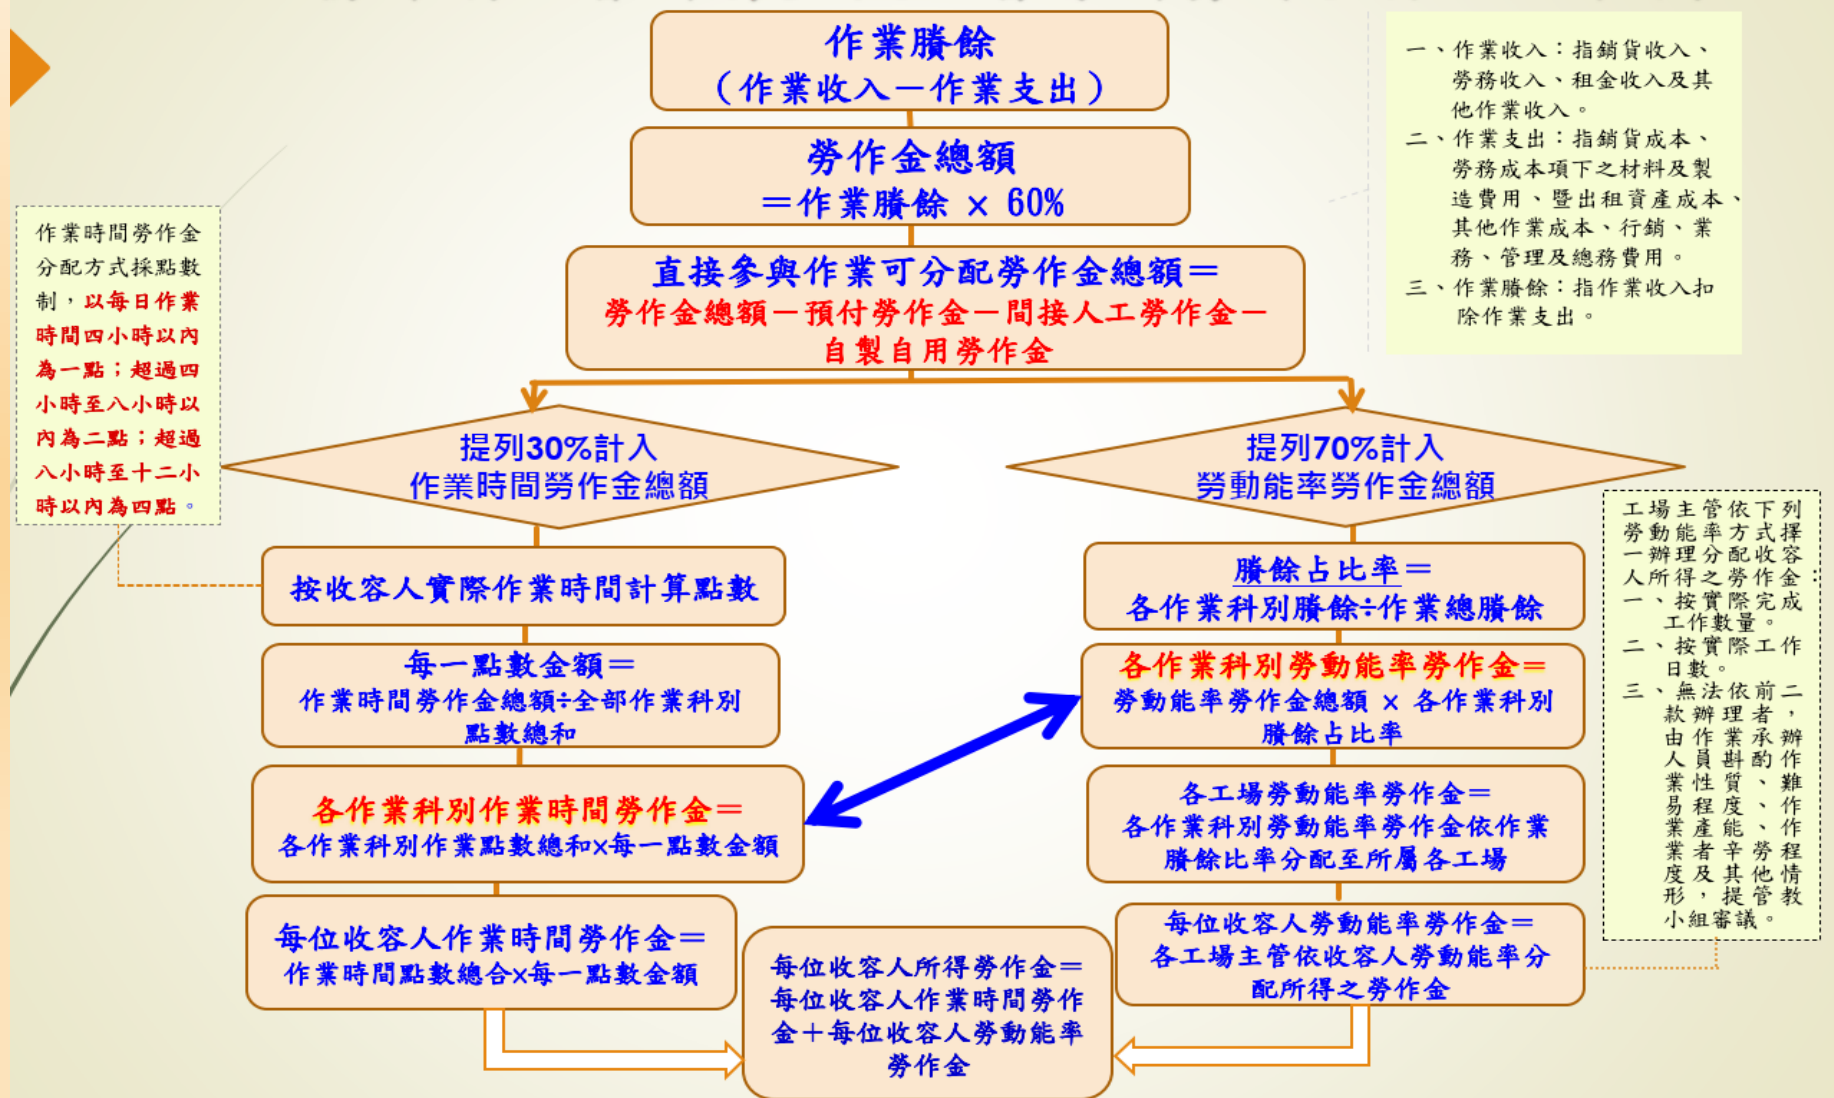 作業賸餘
（作業收入－作業支出）
勞作金總額
＝作業賸餘 × 60%
直接參與作業可分配勞作金總額＝
勞作金總額－預付勞作金－間接人工勞作金－
自製自用勞作金
一、作業收入：指銷貨收入、
勞務收入、租金收入及其
他作業收入。
二、作業支出：指銷貨成本、
勞務成本項下之材料及製
造費用、暨出租資產成本、
其他作業成本、行銷、業
務、管理及總務費用。
三、作業賸餘：指作業收入扣
除作業支出。
作業時間勞作金
分配方式採點數
制，以每日作業
時間四小時以內
為一點；超過四
小時至八小時以
內為二點；超過
八小時至十二小
時以內為四點。
提列30%計入
作業時間勞作金總額
按收容人實際作業時間計算點數
每一點數金額＝
作業時間勞作金總額÷全部作業科別
點數總和
各作業科別作業時間勞作金＝
各作業科別作業點數總和×每一點數金額
每位收容人作業時間勞作金＝
作業時間點數總合×每一點數金額
提列70%計入
勞動能率勞作金總額
賸餘占比率＝
各作業科別賸餘÷作業總賸餘
各作業科別勞動能率勞作金＝
勞動能率勞作金總額 × 各作業科別
賸餘占比率
各工場勞動能率勞作金＝
各作業科別勞動能率勞作金依作業
賸餘比率分配至所屬各工場
每位收容人勞動能率勞作金＝
各工場主管依收容人勞動能率分
配所得之勞作金
工場主管依下列
勞動能率方式擇
一辦理分配收容
人所得之勞作金：
一、按實際完成
工作數量。
二、按實際工作
日數。
三、無法依前二
款辦理者，
由作業承辦
人員斟酌作
業性質、難
易程度、作
業產能、作
業者辛勞程
度及其他情
形，提管教
小組審議。
每位收容人所得勞作金＝
每位收容人作業時間勞作
金＋每位收容人勞動能率
勞作金